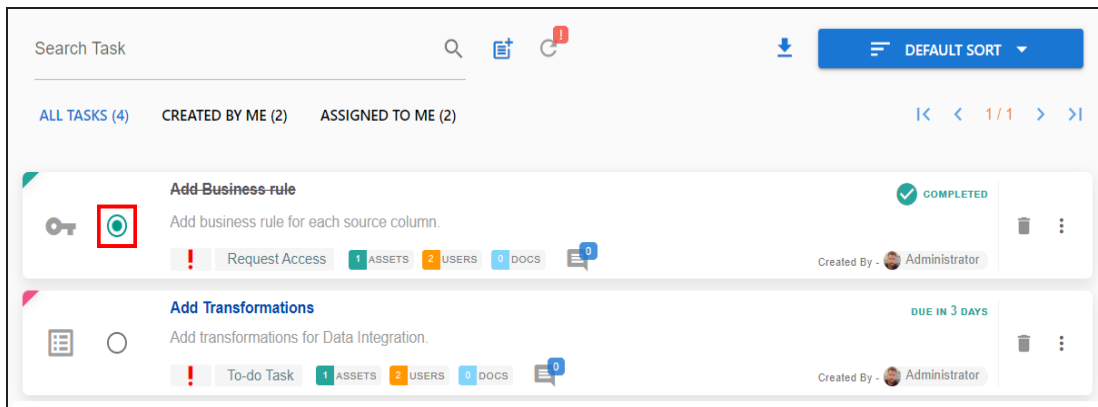 Search Task
!
DEFAULT SORT
ALL TASKS (4) CREATED BY ME (2) ASSIGNED TO ME (2)
1 / 1
Add Business rule
COMPLETED
Add business rule for each source column.
! Request Access 1 ASSETS 2 USERS 0 DOCS 0
Created By - Administrator
Add Transformations
DUE IN 3 DAYS
Add transformations for Data Integration.
! To-do Task 1 ASSETS 2 USERS 0 DOCS 0
Created By - Administrator